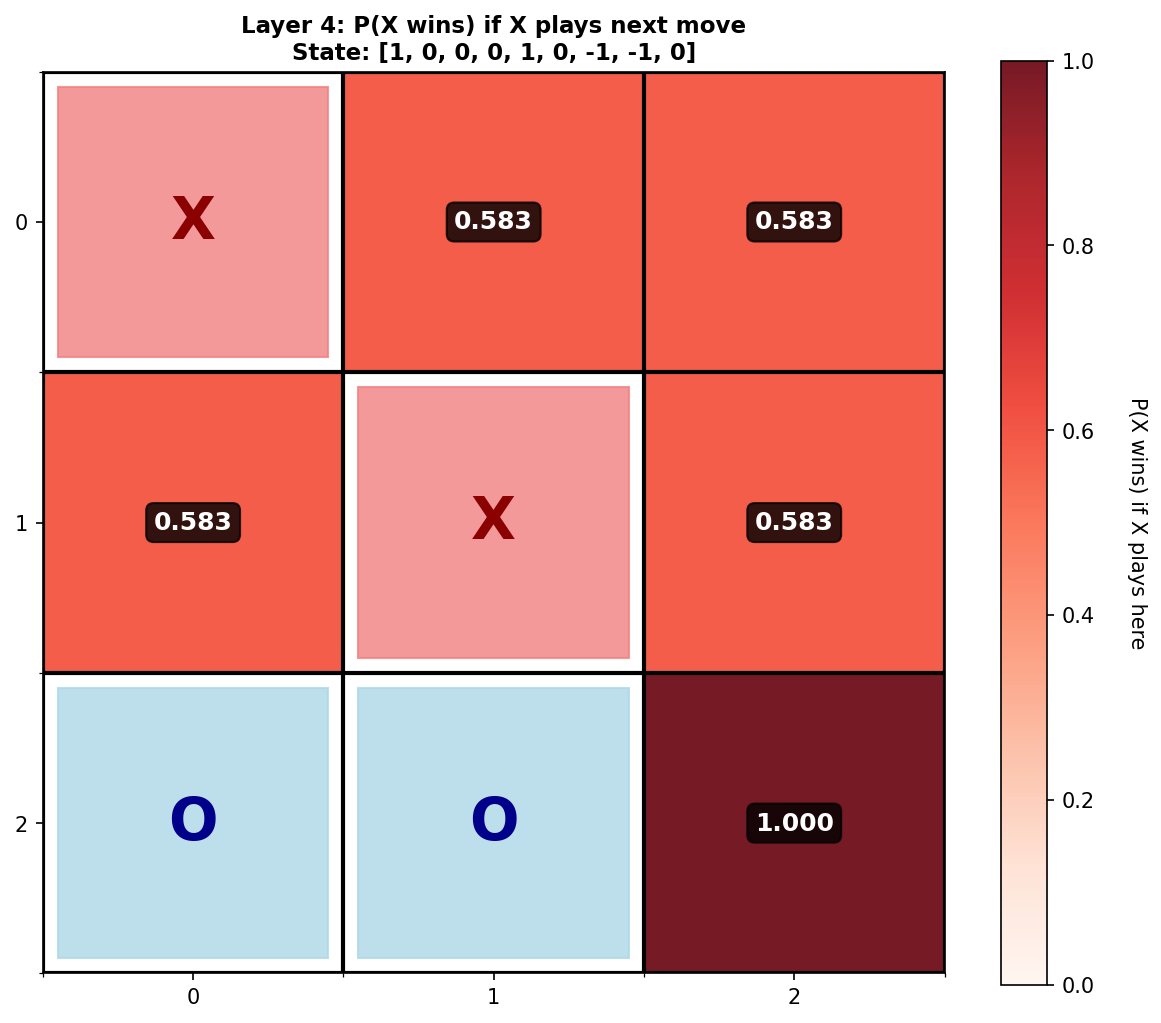 Layer 4: P(X wins) if X plays next move
State: [1, 0, 0, 0, 1, 0, -1, -1, 0]
0
X
0.583
0.583
1
0.583
X
0.583
2
O
O
1.000
0
1
2
1.0
0.8
0.6
0.4
0.2
0.0
P(X wins) if X plays here